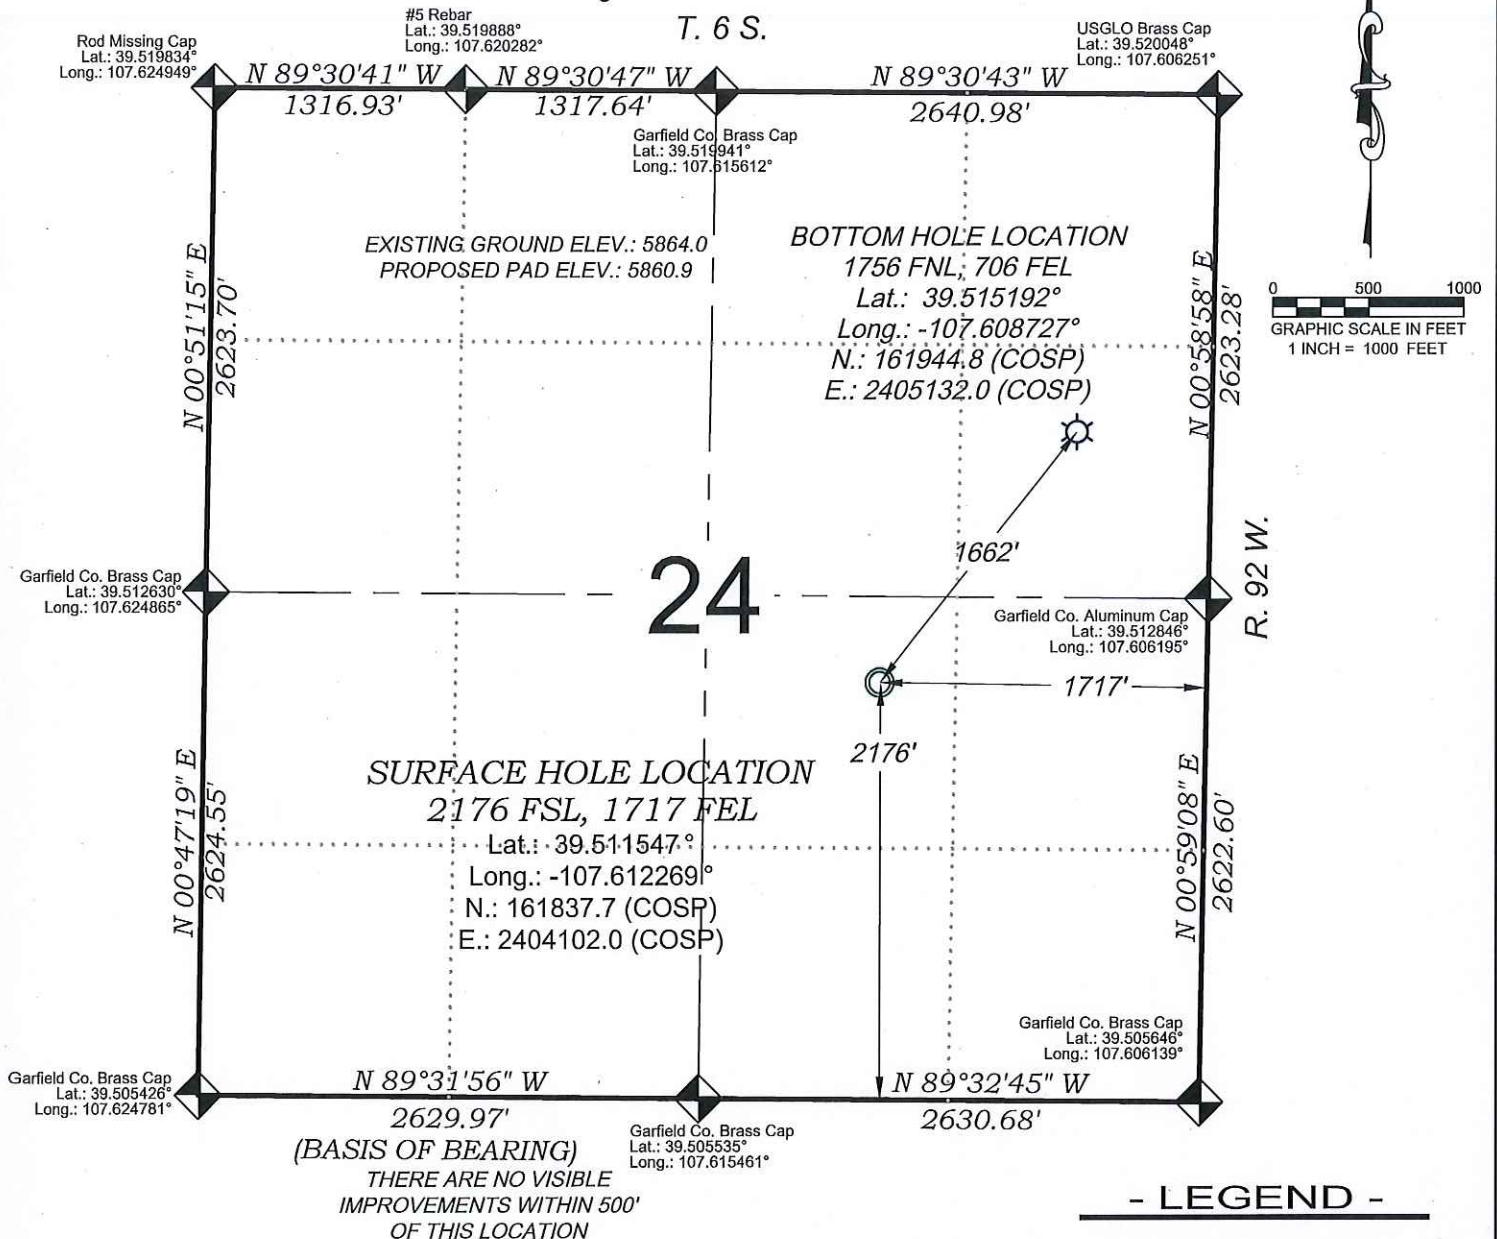 #5 Rebar
Lat.: 39.519888°
Long.: 107.620282°
T. 6 S.
Rod Missing Cap
Lat.: 39.519834°
Long.: 107.624949°
USGLO Brass Cap
Lat.: 39.520048°
Long.: 107.606251°
N 89°30'41" W
1316.93'
N 89°30'47" W
1317.64'
N 89°30'43" W
2640.98'
Garfield Co. Brass Cap
Lat.: 39.519941°
Long.: 107.615612°
EXISTING GROUND ELEV.: 5864.0
PROPOSED PAD ELEV.: 5860.9
BOTTOM HOLE LOCATION
1756 FNL, 706 FEL
Lat.: 39.515192°
Long.: -107.608727°
N.: 161944.8 (COSP)
E.: 2405132.0 (COSP)
0 500 1000
GRAPHIC SCALE IN FEET
1 INCH = 1000 FEET
N 00°51'15" E
2623.70'
N 00°58'58" E
2623.28'
1662'
R. 92 W.
24
Garfield Co. Brass Cap
Lat.: 39.512630°
Long.: 107.624865°
Garfield Co. Aluminum Cap
Lat.: 39.512846°
Long.: 107.606195°
1717'
2176'
SURFACE HOLE LOCATION
2176 FSL, 1717 FEL
Lat.: 39.511547°
Long.: -107.612269°
N.: 161837.7 (COSP)
E.: 2404102.0 (COSP)
N 00°47'19" E
2624.55'
N 00°59'08" E
2622.60'
Garfield Co. Brass Cap
Lat.: 39.505646°
Long.: 107.606139°
Garfield Co. Brass Cap
Lat.: 39.505426°
Long.: 107.624781°
N 89°31'56" W
2629.97'
(BASIS OF BEARING)
N 89°32'45" W
2630.68'
Garfield Co. Brass Cap
Lat.: 39.505535°
Long.: 107.615461°
THERE ARE NO VISIBLE
IMPROVEMENTS WITHIN 500'
OF THIS LOCATION
- LEGEND -